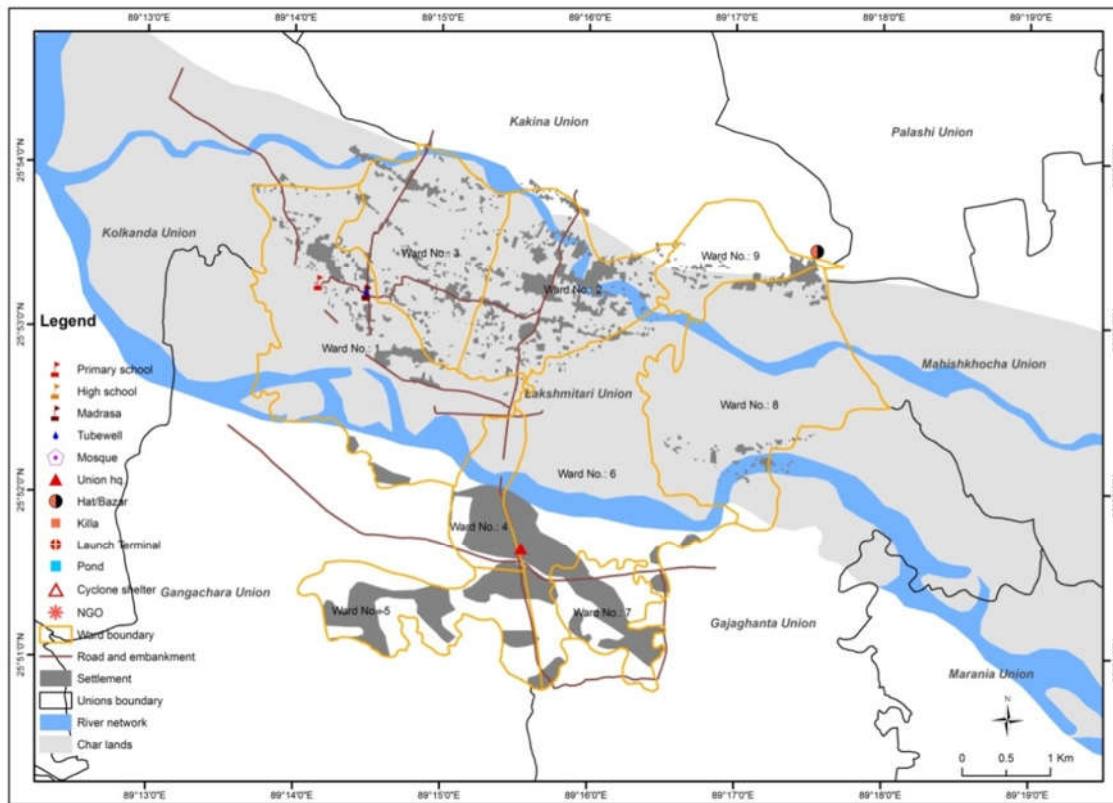 89°13'0"E 89°14'0"E 89°15'0"E 89°16'0"E 89°17'0"E 89°18'0"E 89°19'0"E
Kakina Union
Palashi Union
25°54'0"N
Kolkanda Union
Ward No.: 3
Ward No.: 9
Ward No.: 2
25°53'0"N
Legend
Ward No.:
Mahishkhocha Union
Primary school
High school
Lakshmitari Union
Madrasa
Ward No.: 8
Tubewell
Mosque
Union hq.
Ward No.: 6
25°52'0"N
Hat/Bazar
Killa
Ward No.: 4
Launch Terminal
Pond
Cyclone shelter
Gangachara Union
NGO
Ward No.: 5
Ward No.: 7
Gajaghanta Union
Ward boundary
Road and embankment
25°51'0"N
Settlement
Marania Union
Unions boundary
N
River network
Char lands
0 0.5 1 Km
89°13'0"E 89°14'0"E 89°15'0"E 89°16'0"E 89°17'0"E 89°18'0"E 89°19'0"E